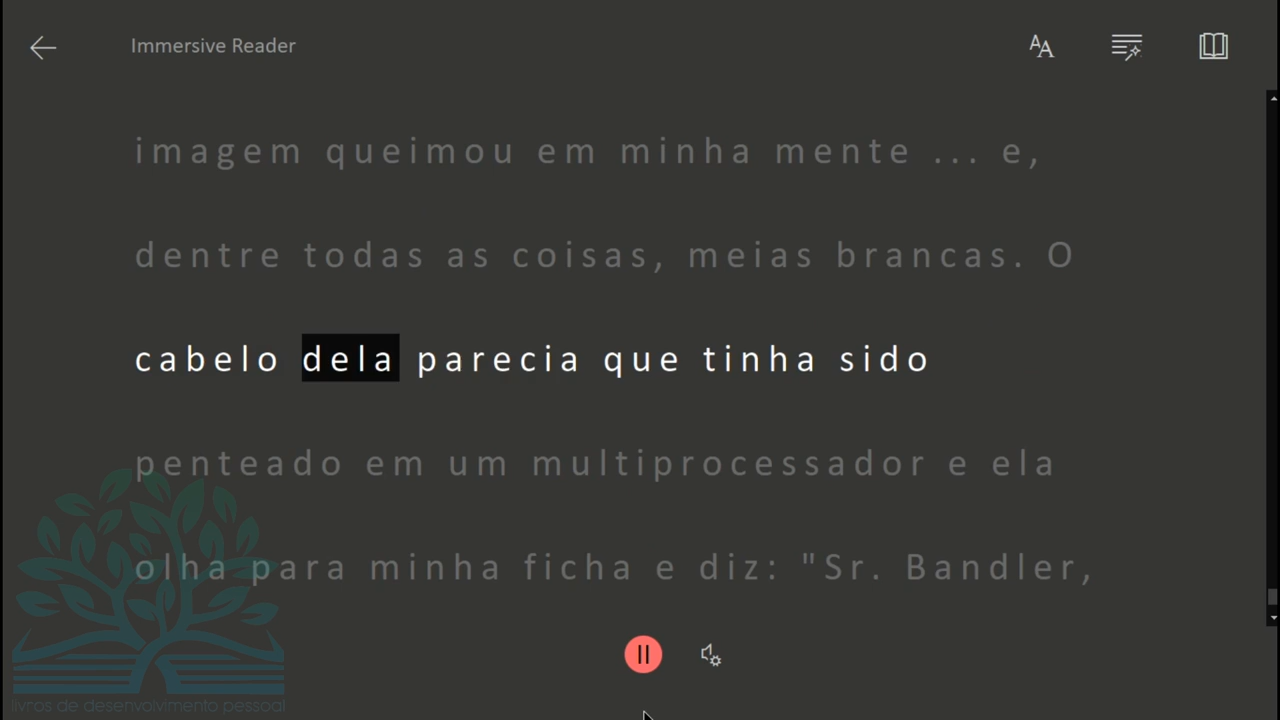 Immersive Reader
imagem queimou em minha mente ... e,
dentre todas as coisas, meias brancas. O
cabelo dela parecia que tinha sido
penteado em um multiprocessador e ela
olha para minha ficha e diz: "Sr. Bandler,
livros de desenvolvimento pessoal